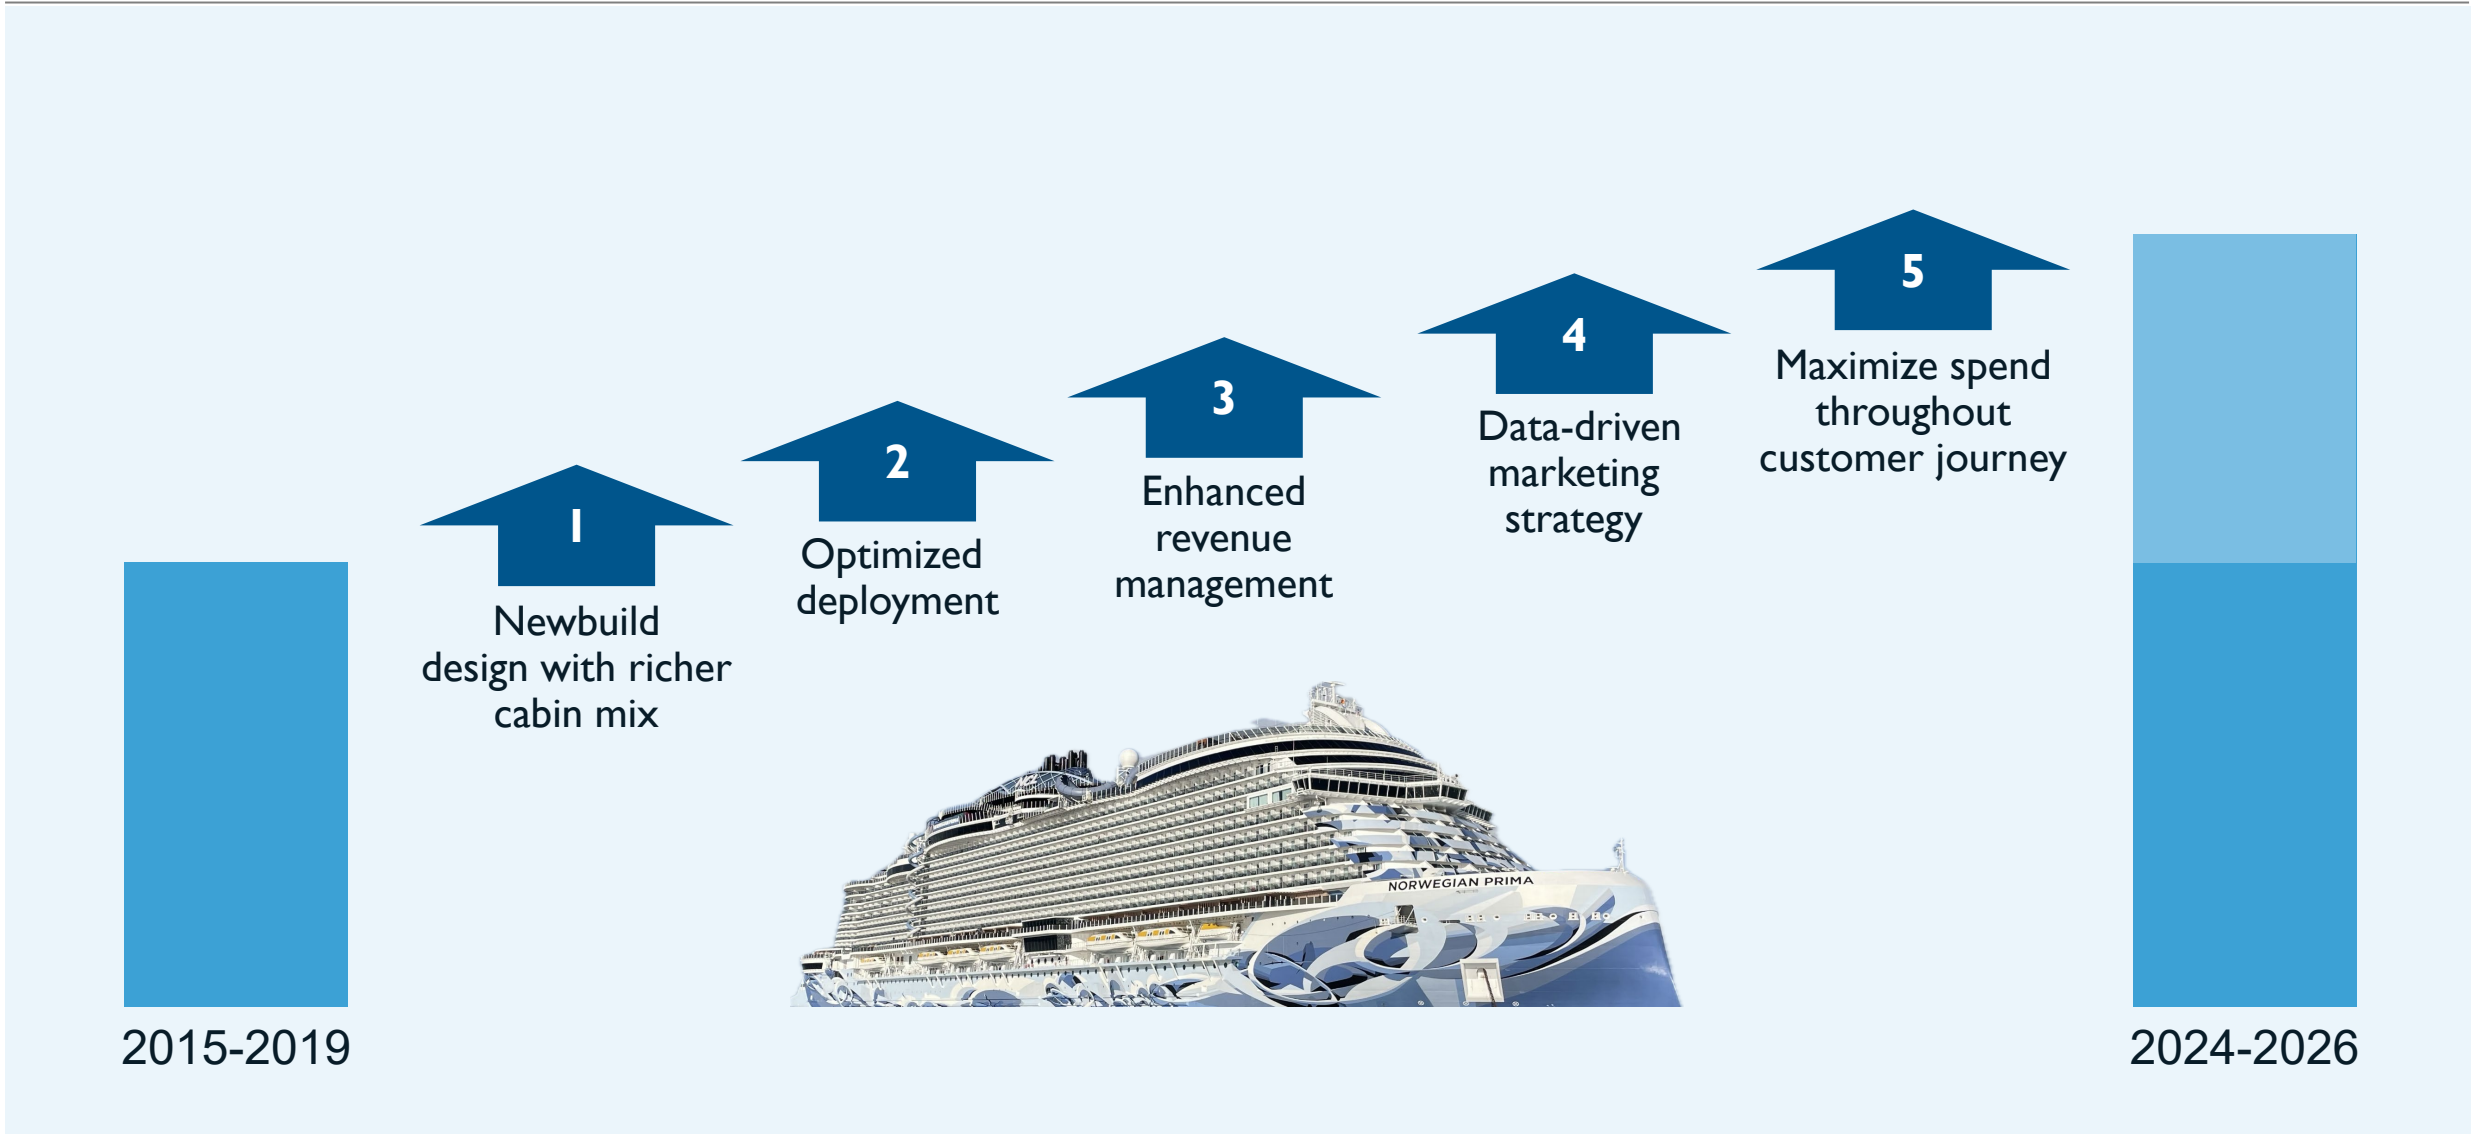 1
Newbuild
design with richer
cabin mix
2
Optimized
deployment
3
Enhanced
revenue
management
4
Data-driven
marketing
strategy
5
Maximize spend
throughout
customer journey
NORWEGIAN PRIMA
2015-2019
2024-2026